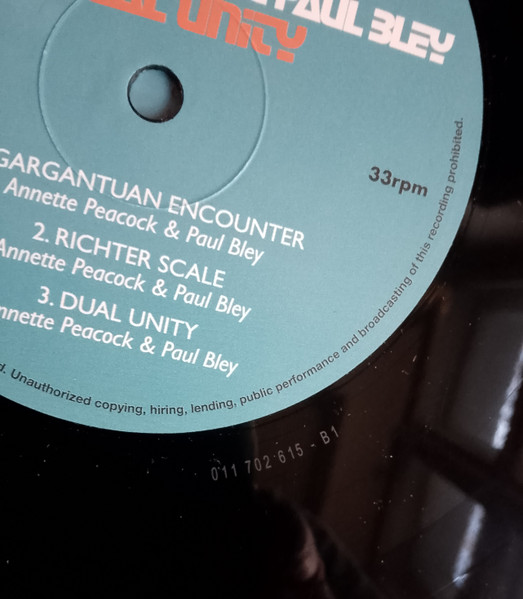 PAUL BLEY
UNITY
GARGANTUAN ENCOUNTER
Annette Peacock & Paul Bley
2. RICHTER SCALE
Annette Peacock & Paul Bley
3. DUAL UNITY
Annette Peacock & Paul Bley
33rpm
d. Unauthorized copying, hiring, lending, public performance and broadcasting of this recording prohibited.
011 702 615 - B1